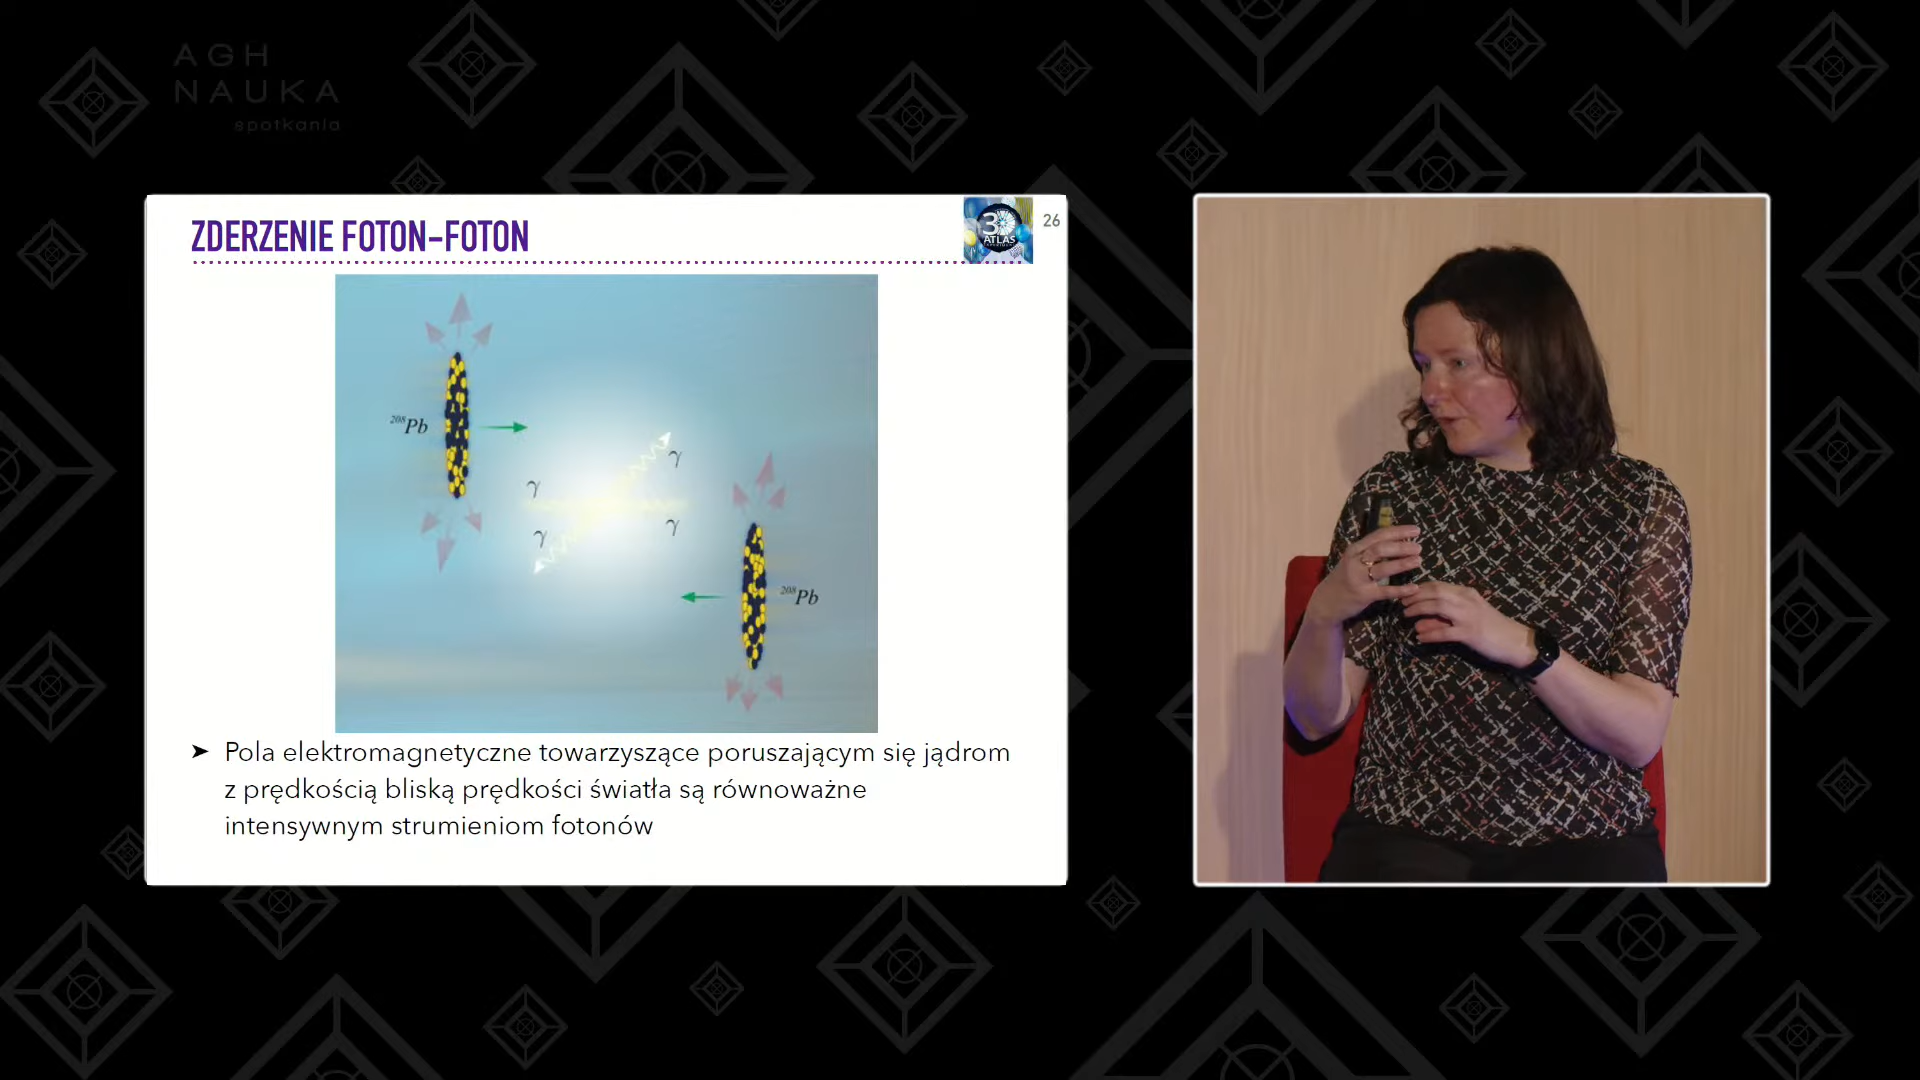 AGH
NAUKA
spotkania
ZDERZENIE FOTON-FOTON
30
ATLAS
26
²⁰⁸Pb
γ
γ
γ
γ
²⁰⁸Pb
➤ Pola elektromagnetyczne towarzyszące poruszającym się jądrom
z prędkością bliską prędkości światła są równoważne
intensywnym strumieniom fotonów